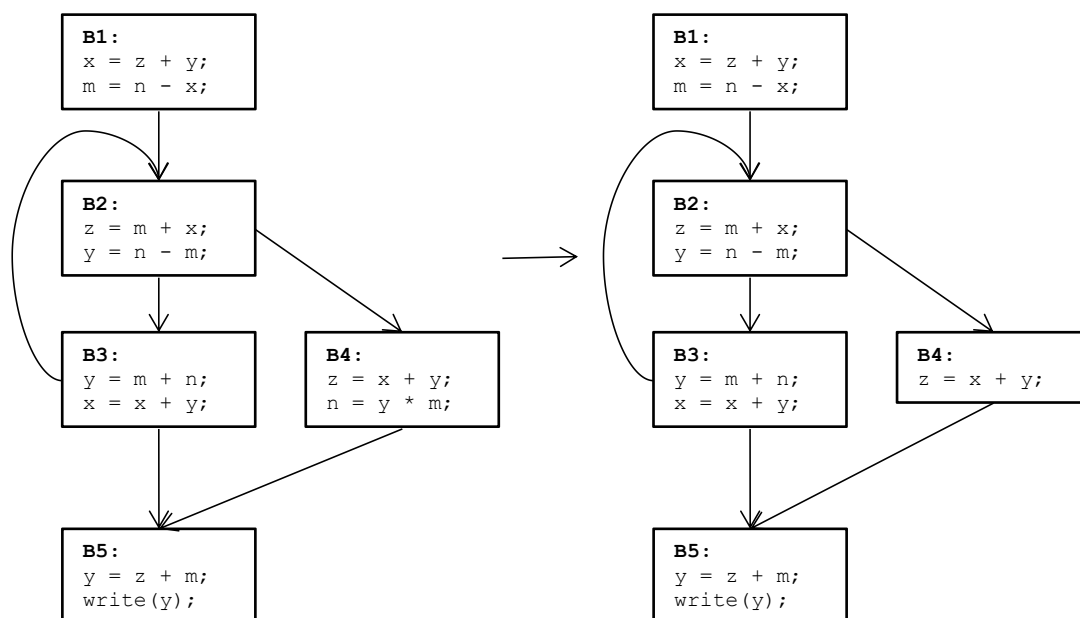 B1:
x = z + y;
m = n - x;
B2:
z = m + x;
y = n - m;
B3:
y = m + n;
x = x + y;
B4:
z = x + y;
n = y * m;
B5:
y = z + m;
write(y);
B1:
x = z + y;
m = n - x;
B2:
z = m + x;
y = n - m;
B3:
y = m + n;
x = x + y;
B4:
z = x + y;
B5:
y = z + m;
write(y);